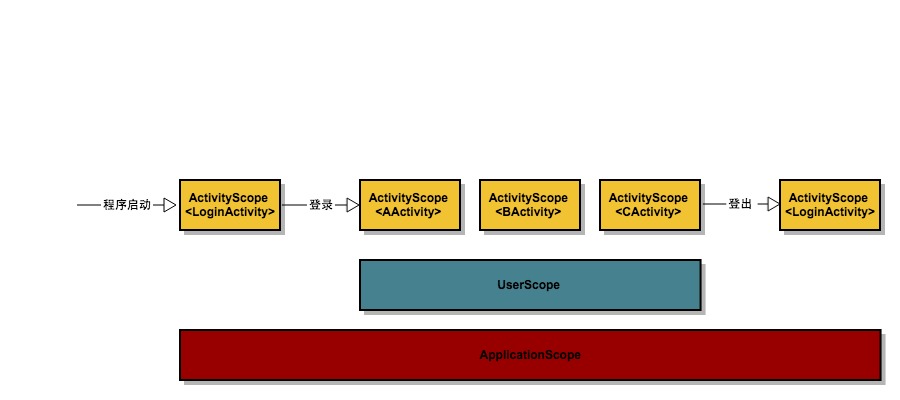 程序启动
ActivityScope
<LoginActivity>
登录
ActivityScope
<AActivity>
ActivityScope
<BActivity>
ActivityScope
<CActivity>
登出
ActivityScope
<LoginActivity>
UserScope
ApplicationScope